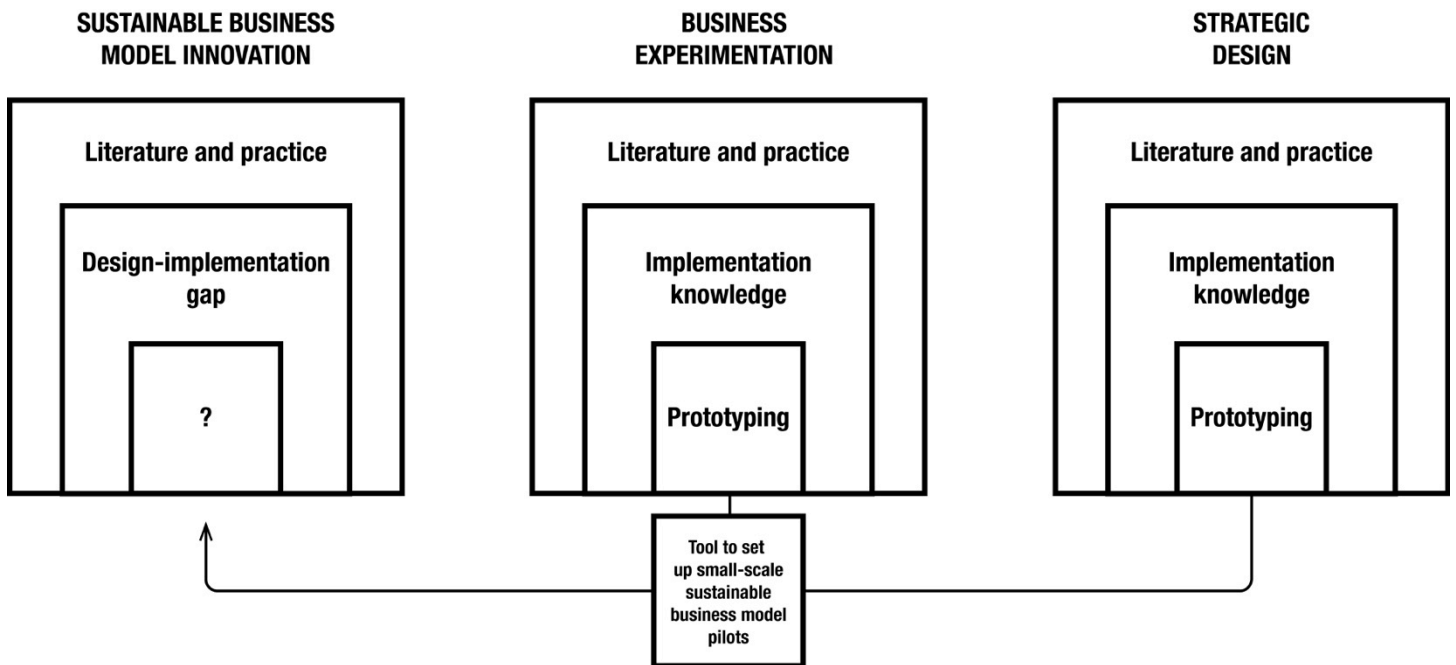 SUSTAINABLE BUSINESS
MODEL INNOVATION
Literature and practice
Design-implementation
gap
?
BUSINESS
EXPERIMENTATION
Literature and practice
Implementation
knowledge
Prototyping
STRATEGIC
DESIGN
Literature and practice
Implementation
knowledge
Prototyping
Tool to set
up small-scale
sustainable
business model
pilots